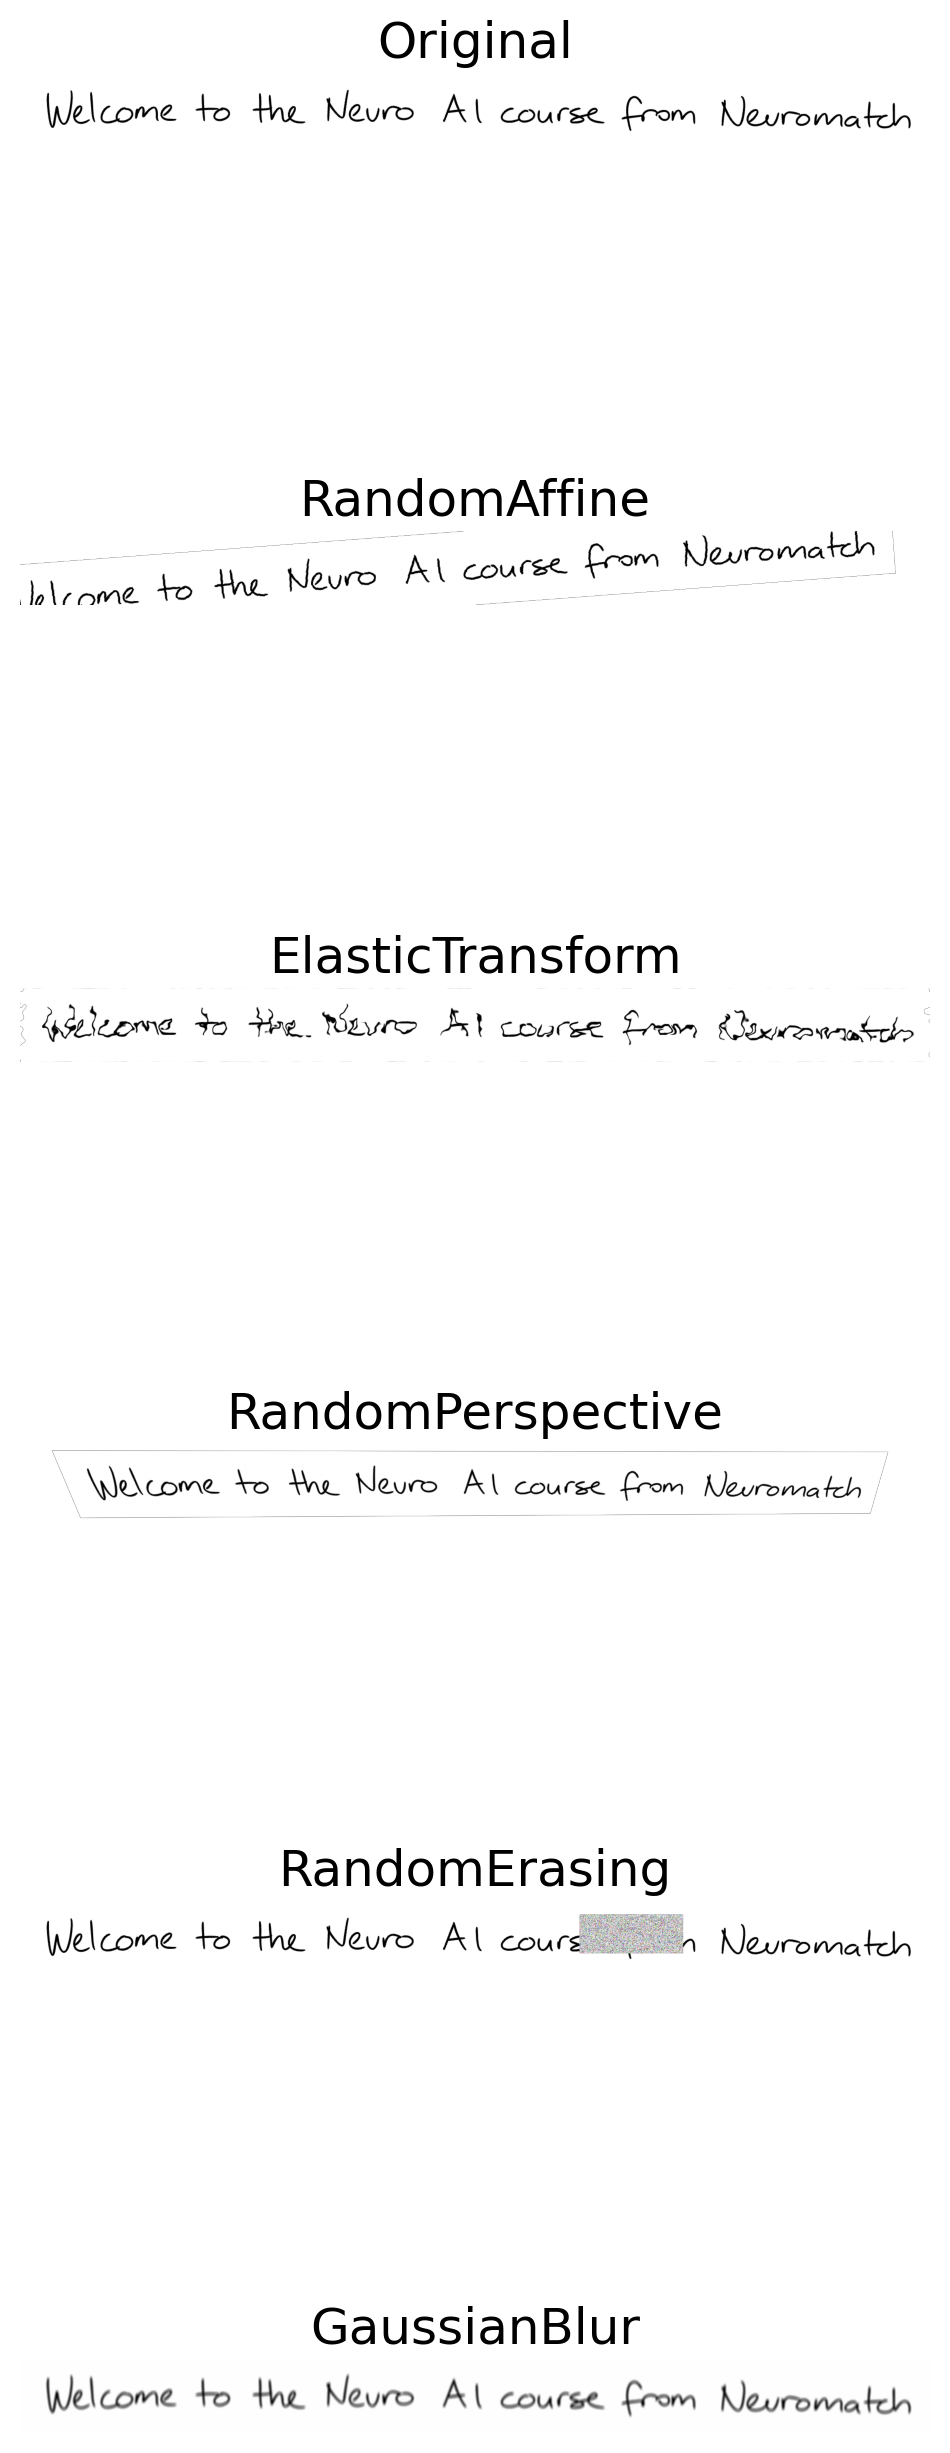 Original
Welcome to the Neuro AI course from Neuromatch
RandomAffine
Welcome to the Neuro AI course from Neuromatch
ElasticTransform
Welcome to the Neuro AI course from Neuromatch
RandomPerspective
Welcome to the Neuro AI course from Neuromatch
RandomErasing
Welcome to the Neuro AI cours n Neuromatch
GaussianBlur
Welcome to the Neuro AI course from Neuromatch